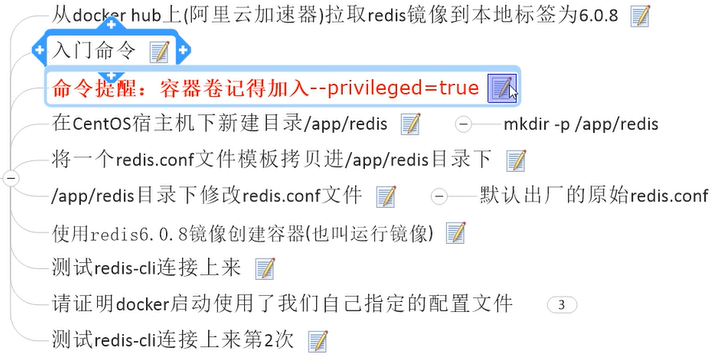 从docker hub上(阿里云加速器)拉取redis镜像到本地标签为6.0.8
入门命令
命令提醒：容器卷记得加入--privileged=true
在CentOS宿主机下新建目录/app/redis mkdir -p /app/redis
将一个redis.conf文件模板拷贝进/app/redis目录下
/app/redis目录下修改redis.conf文件 默认出厂的原始redis.conf
使用redis6.0.8镜像创建容器(也叫运行镜像)
测试redis-cli连接上来
请证明docker启动使用了我们自己指定的配置文件 3
测试redis-cli连接上来第2次